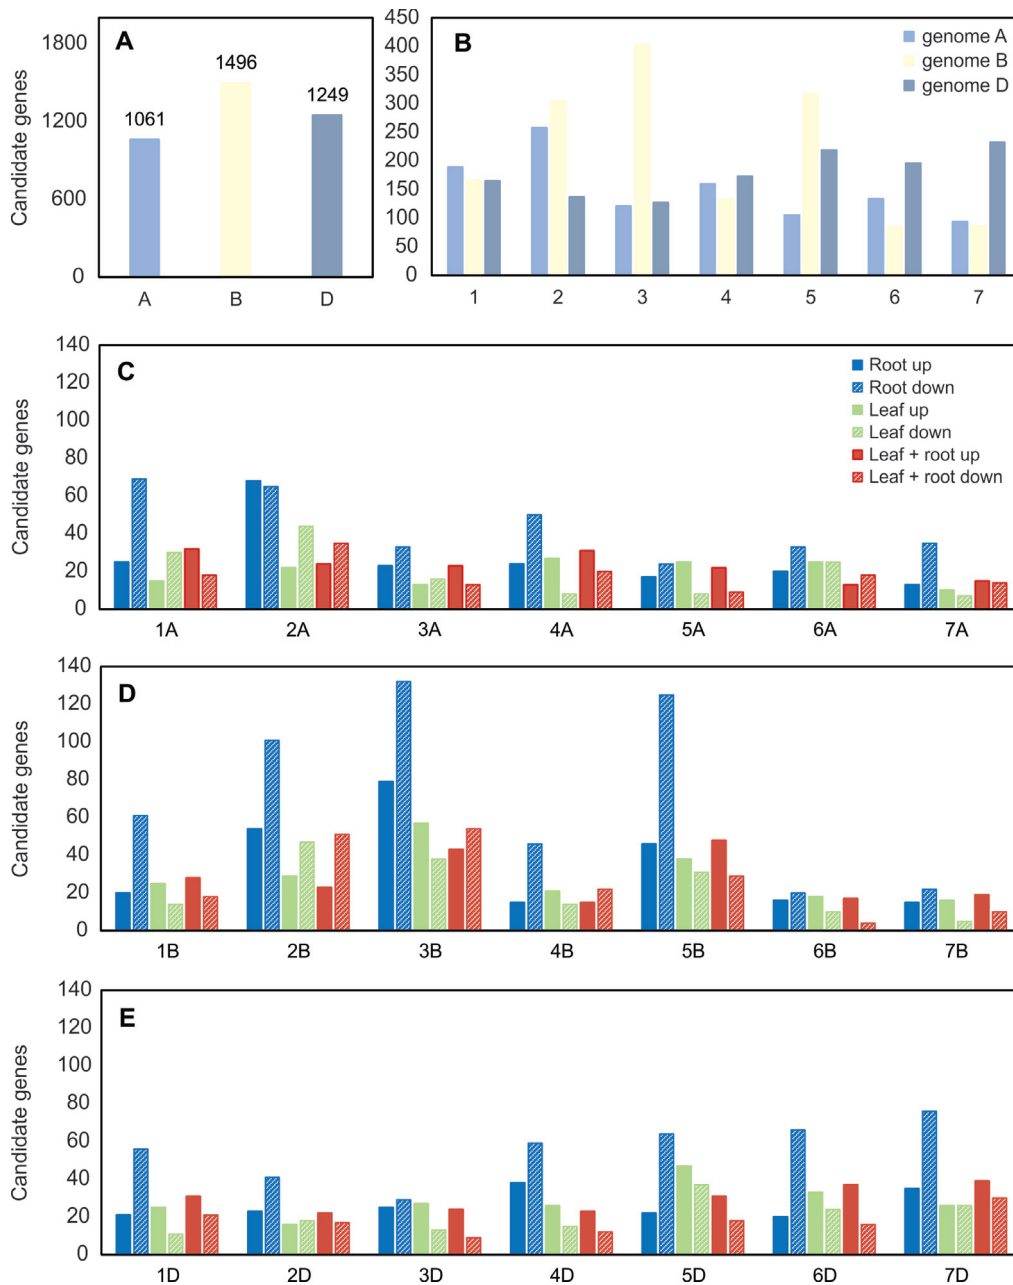 A
Candidate genes
1800
1200
600
0
1061
1496
1249
A B D
B
450
400
350
300
250
200
150
100
50
0
genome A
genome B
genome D
1 2 3 4 5 6 7
C
Candidate genes
140
120
100
80
60
40
20
0
Root up
Root down
Leaf up
Leaf down
Leaf + root up
Leaf + root down
1A 2A 3A 4A 5A 6A 7A
D
Candidate genes
140
120
100
80
60
40
20
0
1B 2B 3B 4B 5B 6B 7B
E
Candidate genes
140
120
100
80
60
40
20
0
1D 2D 3D 4D 5D 6D 7D